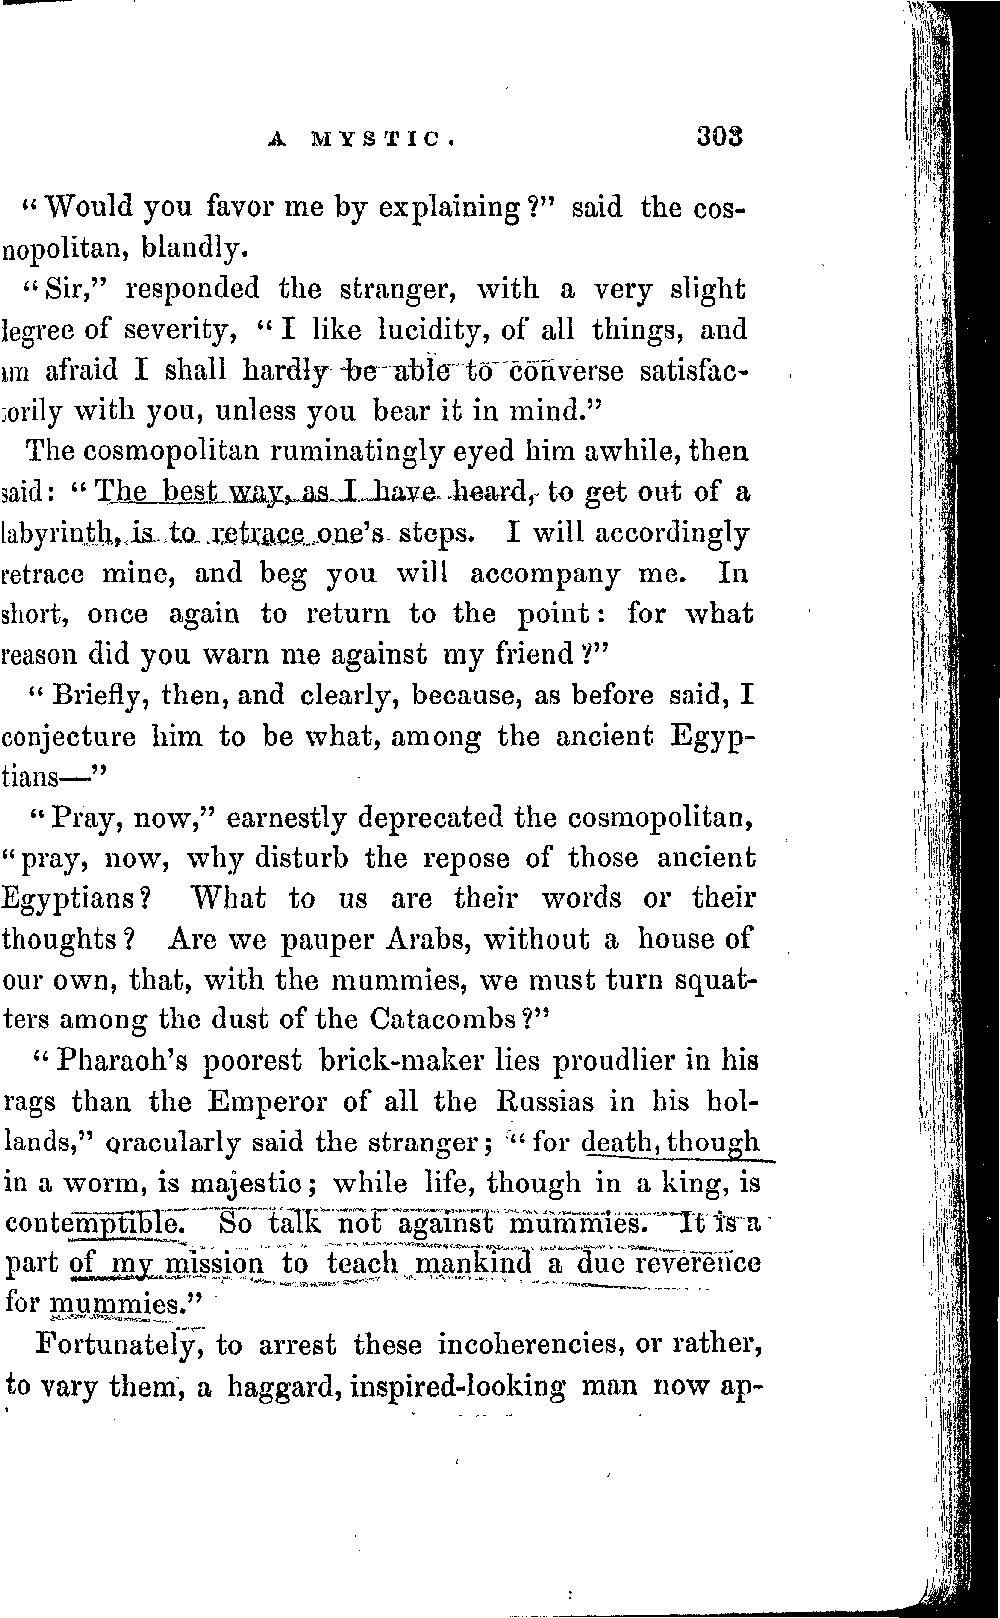 A MYSTIC. 303
“Would you favor me by explaining?” said the cos-
nopolitan, blandly.
“Sir,” responded the stranger, with a very slight
legree of severity, “I like lucidity, of all things, and
am afraid I shall hardly be able to converse satisfac-
torily with you, unless you bear it in mind.”
The cosmopolitan ruminatingly eyed him awhile, then
said: “The best way, as I have heard, to get out of a
labyrinth, is to retrace one’s steps. I will accordingly
retrace mine, and beg you will accompany me. In
short, once again to return to the point: for what
reason did you warn me against my friend?”
“Briefly, then, and clearly, because, as before said, I
conjecture him to be what, among the ancient Egyp-
tians—”
“Pray, now,” earnestly deprecated the cosmopolitan,
“pray, now, why disturb the repose of those ancient
Egyptians? What to us are their words or their
thoughts? Are we pauper Arabs, without a house of
our own, that, with the mummies, we must turn squat-
ters among the dust of the Catacombs?”
“Pharaoh’s poorest brick-maker lies proudlier in his
rags than the Emperor of all the Russias in his hol-
lands,” oracularly said the stranger; “for death, though
in a worm, is majestic; while life, though in a king, is
contemptible. So talk not against mummies. It is a
part of my mission to teach mankind a due reverence
for mummies.”
Fortunately, to arrest these incoherencies, or rather,
to vary them, a haggard, inspired-looking man now ap-